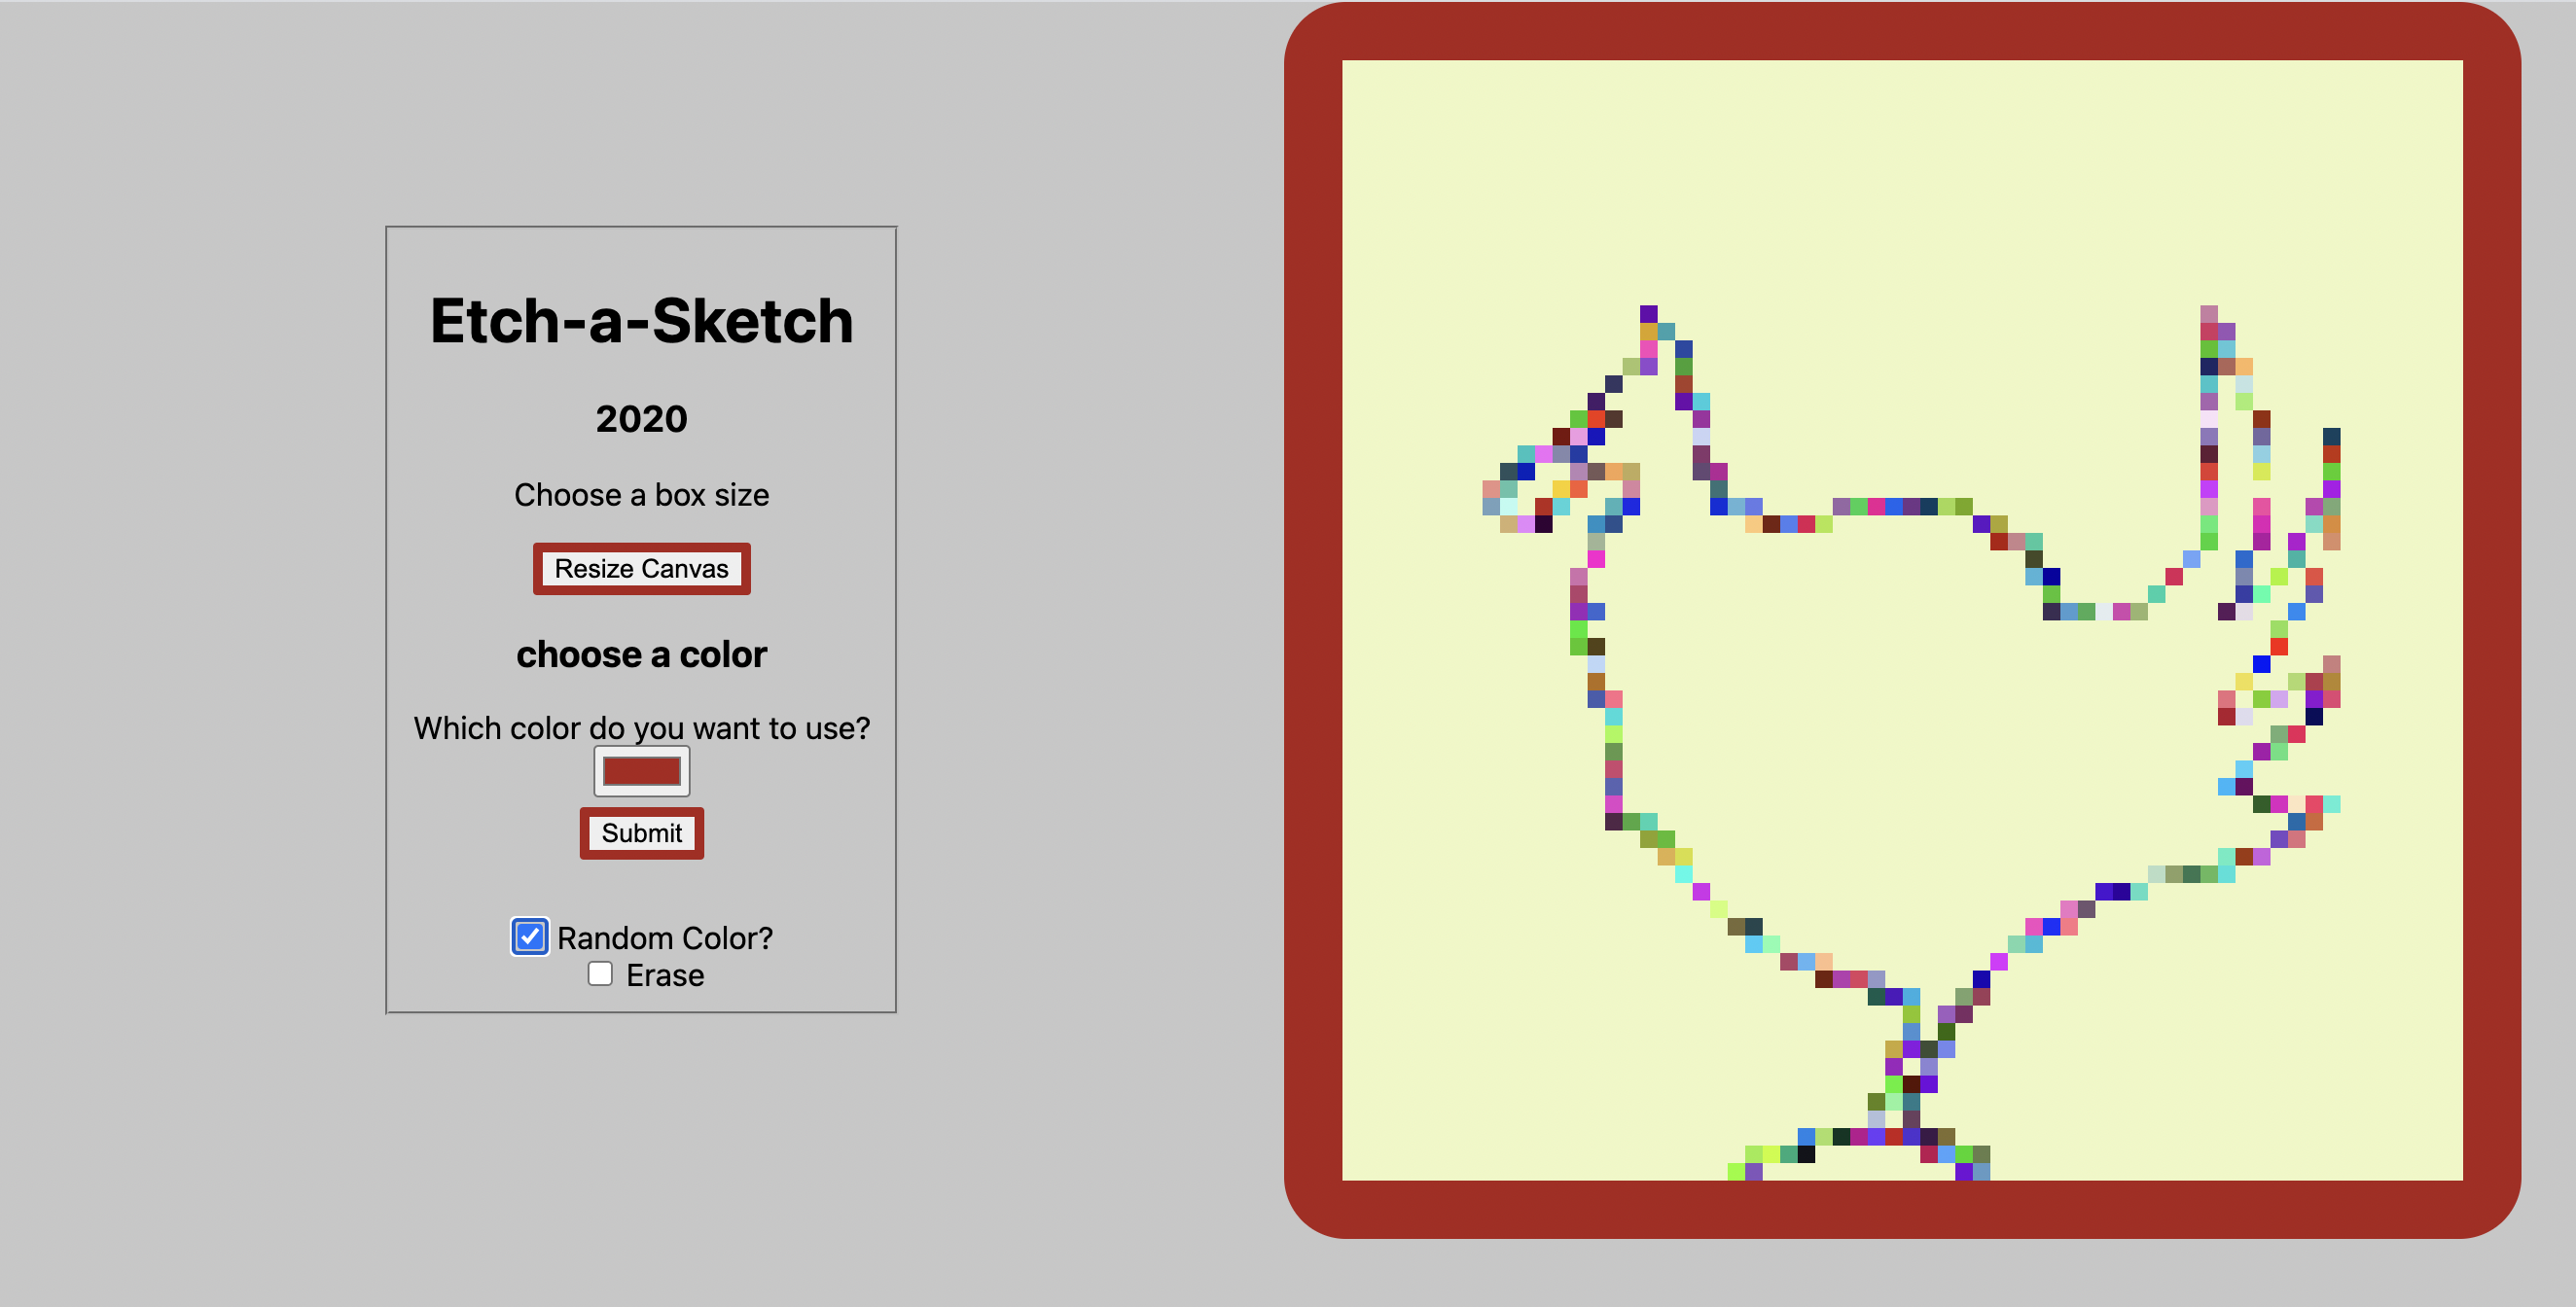 Etch-a-Sketch
2020
Choose a box size
Resize Canvas
choose a color
Which color do you want to use?
Submit
Random Color?
Erase